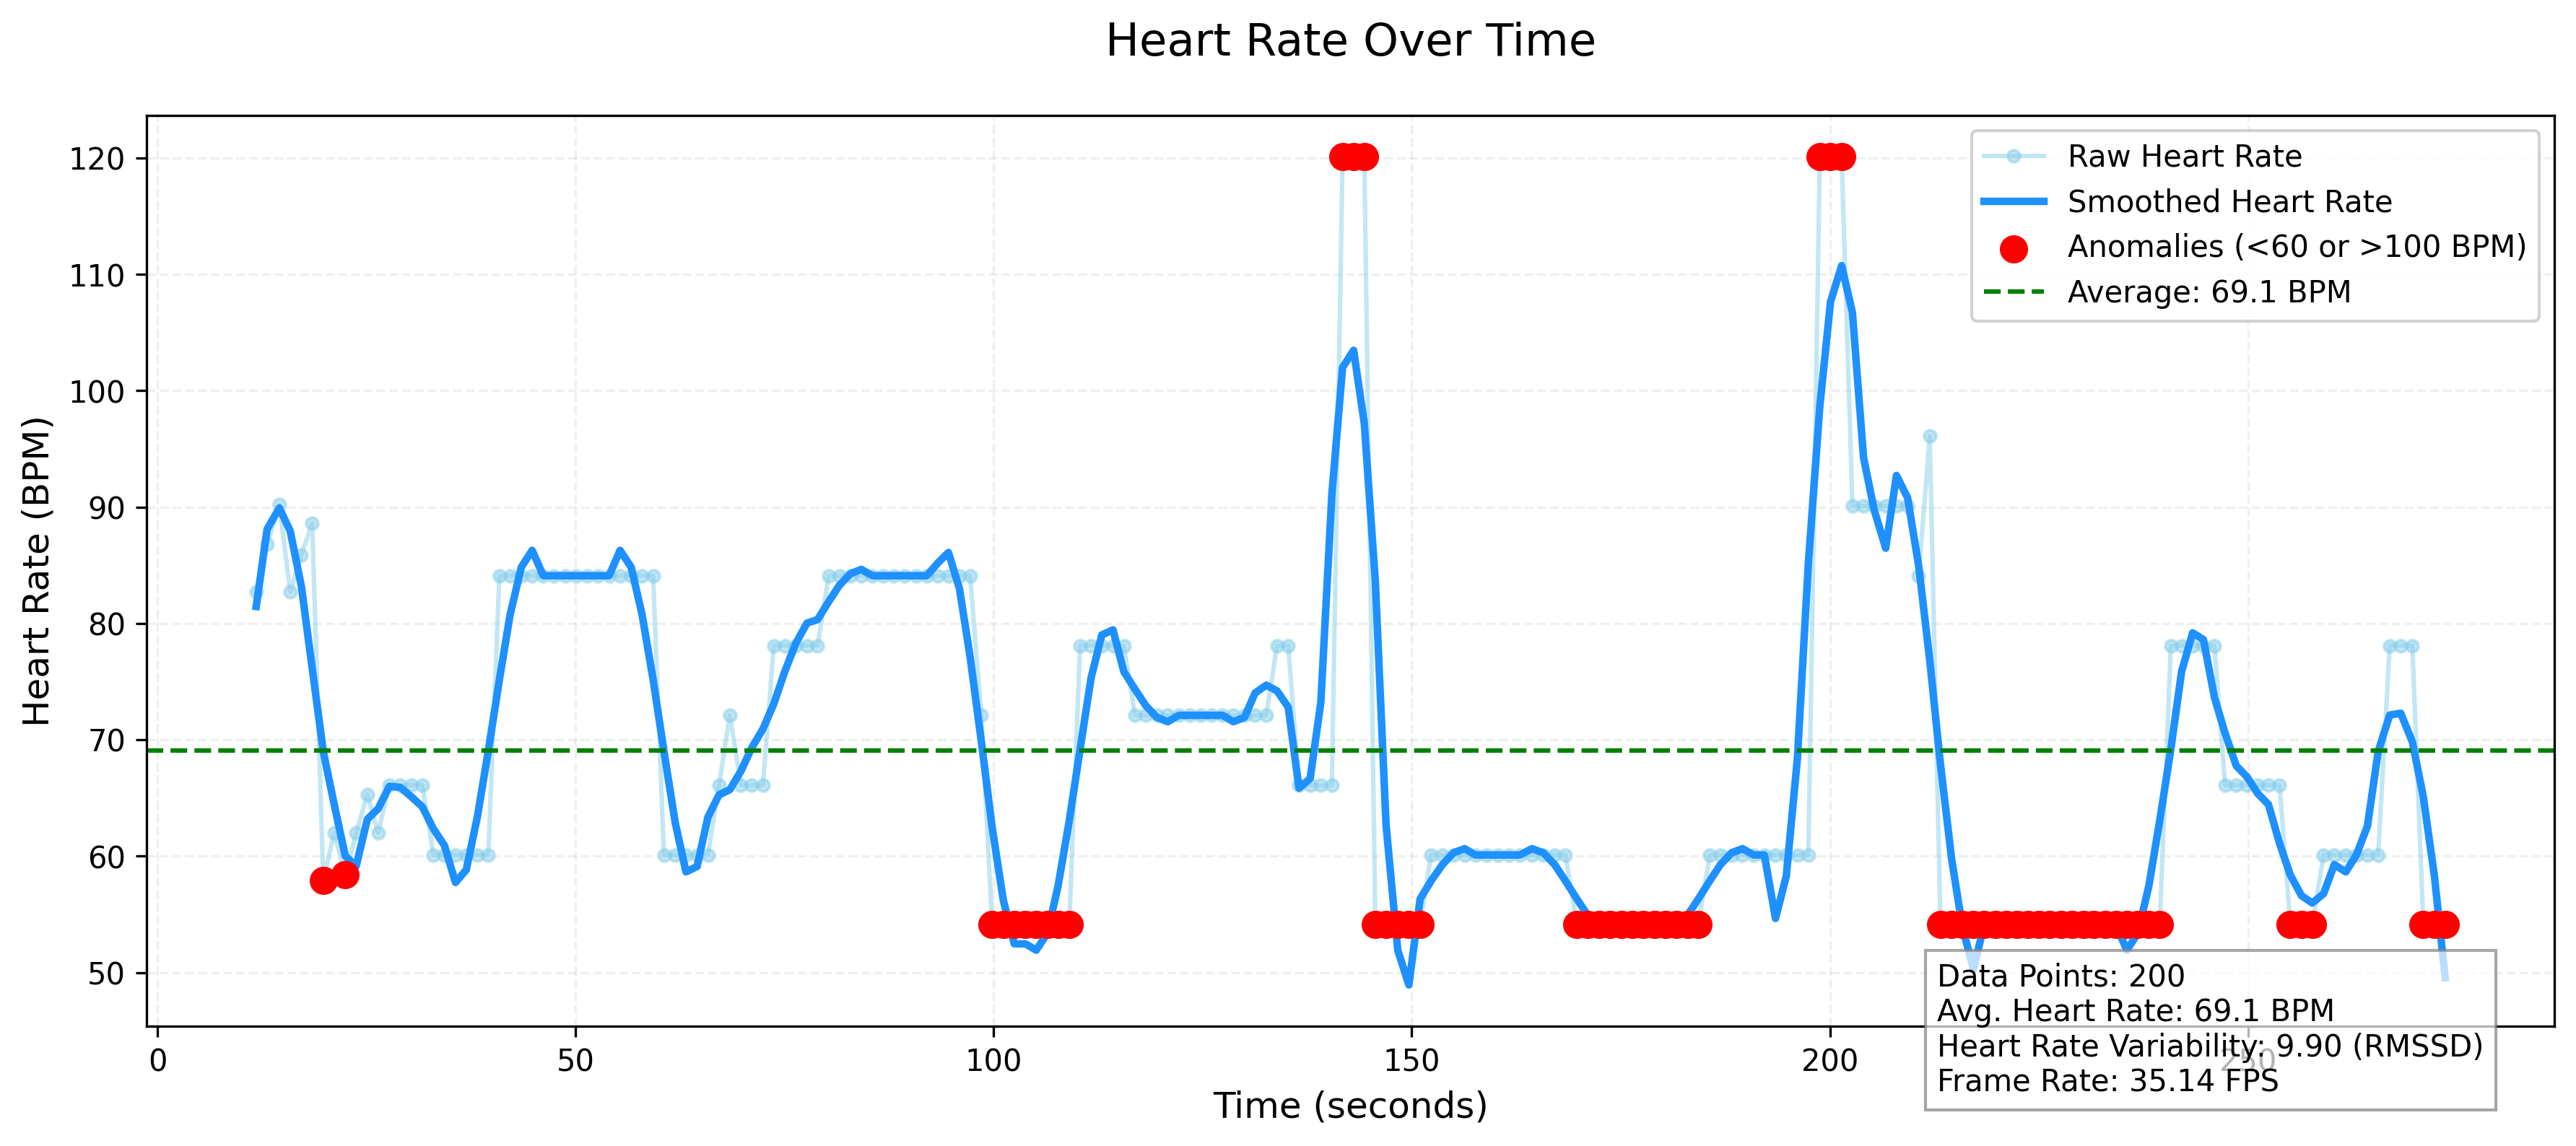 Heart Rate Over Time
Heart Rate (BPM)
120
110
100
90
80
70
60
50
Raw Heart Rate
Smoothed Heart Rate
Anomalies (<60 or >100 BPM)
Average: 69.1 BPM
Data Points: 200
Avg. Heart Rate: 69.1 BPM
Heart Rate Variability: 9.90 (RMSSD)
Frame Rate: 35.14 FPS
0 50 100 150 200 250
Time (seconds)